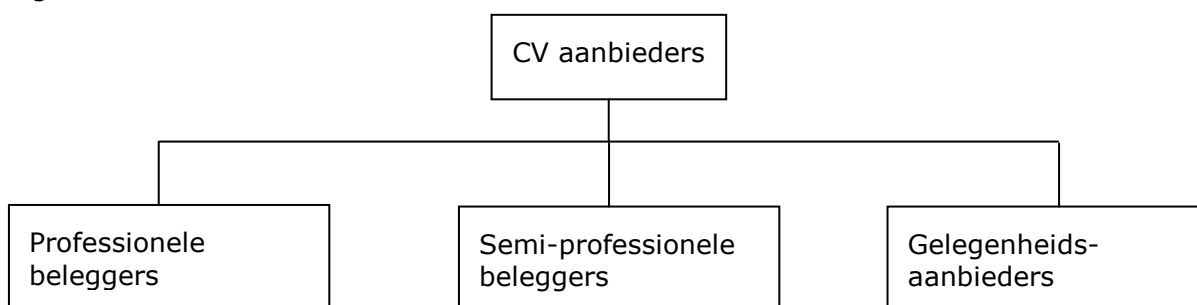 CV aanbieders
Professionele
beleggers
Semi-professionele
beleggers
Gelegenheids-
aanbieders